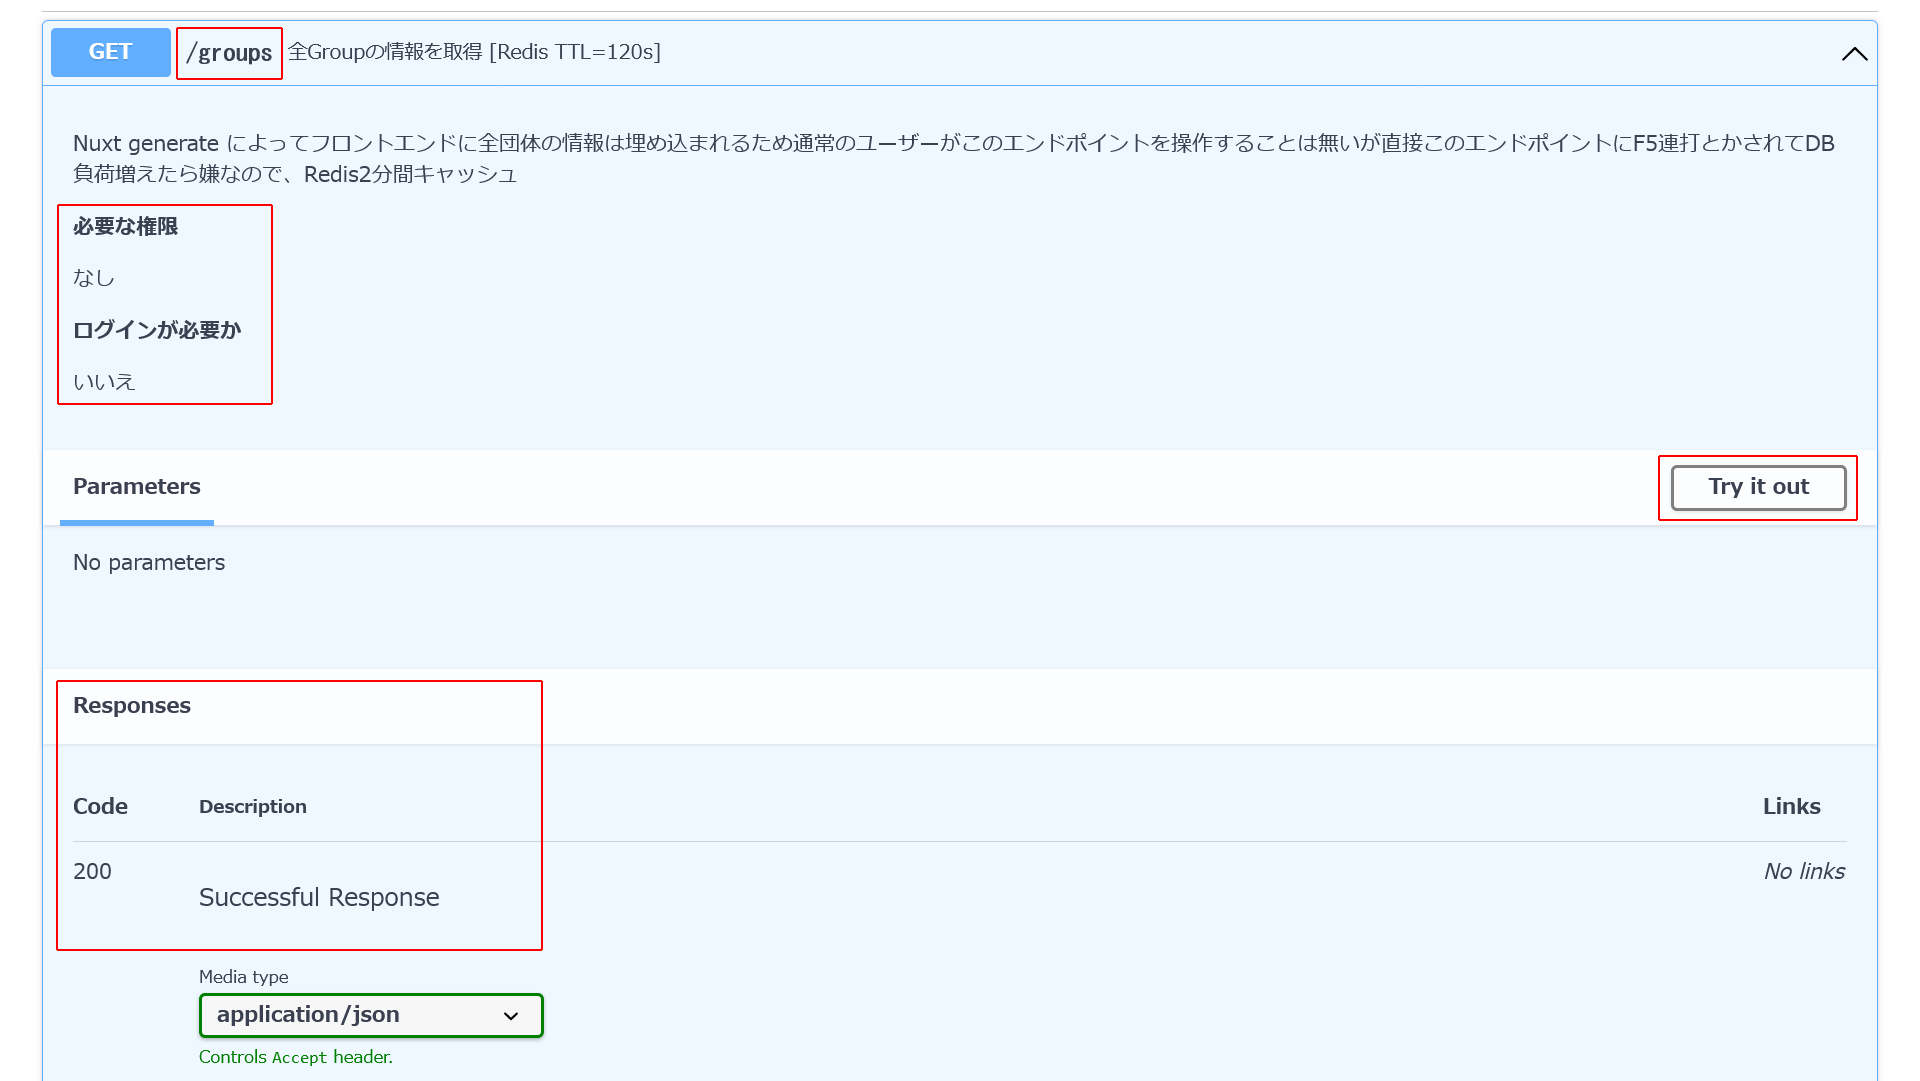 GET /groups 全Groupの情報を取得 [Redis TTL=120s]
Nuxt generate によってフロントエンドに全団体の情報は埋め込まれるため通常のユーザーがこのエンドポイントを操作することは無いが直接このエンドポイントにF5連打とかされてDB
負荷増えたら嫌なので、Redis2分間キャッシュ
必要な権限
なし
ログインが必要か
いいえ
Parameters Try it out
No parameters
Responses
Code Description Links
200 No links
Successful Response
Media type
application/json
Controls Accept header.